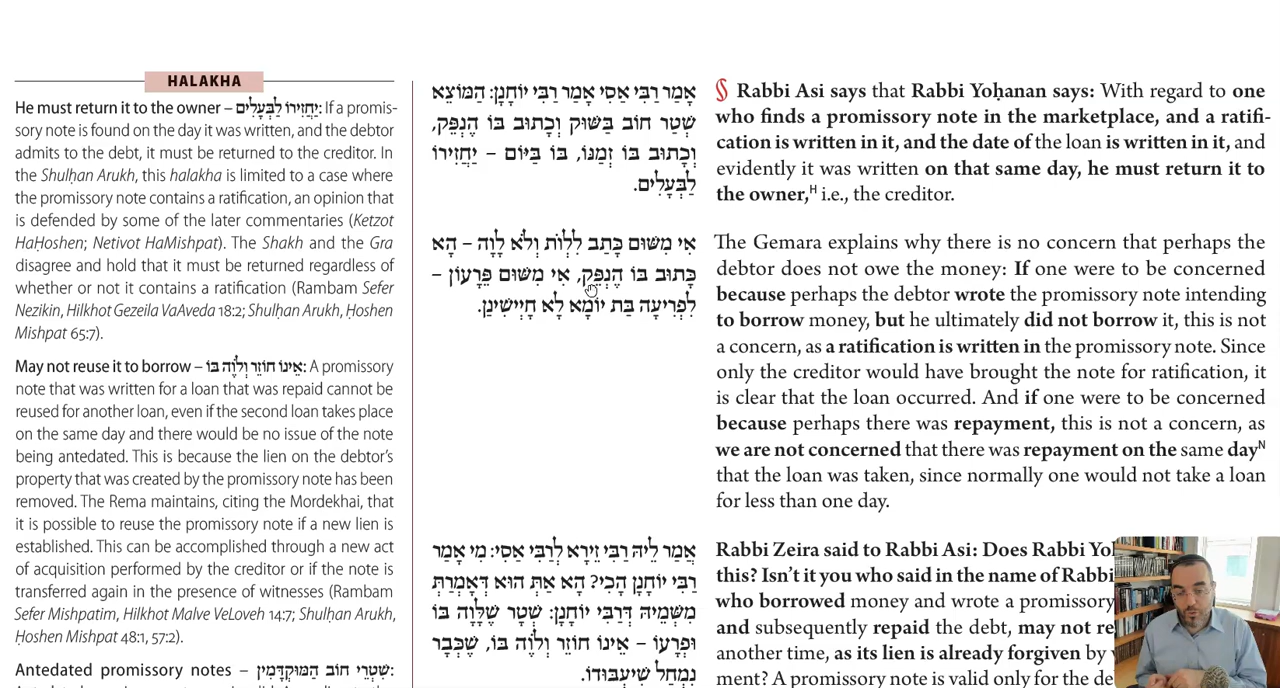 HALAKHA
He must return it to the owner – יַחֲזִירוֹ לַבְּעָלִים: If a promis-
sory note is found on the day it was written, and the debtor
admits to the debt, it must be returned to the creditor. In
the Shulḥan Arukh, this halakha is limited to a case where
the promissory note contains a ratification, an opinion that
is defended by some of the later commentaries (Ketzot
HaḤoshen; Netivot HaMishpat). The Shakh and the Gra
disagree and hold that it must be returned regardless of
whether or not it contains a ratification (Rambam Sefer
Nezikin, Hilkhot Gezeila VaAveda 18:2; Shulḥan Arukh, Ḥoshen
Mishpat 65:7).
May not reuse it to borrow – אֵינוֹ חוֹזֵר וְלֹוֶה בּוֹ: A promissory
note that was written for a loan that was repaid cannot be
reused for another loan, even if the second loan takes place
on the same day and there would be no issue of the note
being antedated. This is because the lien on the debtor's
property that was created by the promissory note has been
removed. The Rema maintains, citing the Mordekhai, that
it is possible to reuse the promissory note if a new lien is
established. This can be accomplished through a new act
of acquisition performed by the creditor or if the note is
transferred again in the presence of witnesses (Rambam
Sefer Mishpatim, Hilkhot Malve VeLoveh 14:7; Shulḥan Arukh,
Ḥoshen Mishpat 48:1, 57:2).
Antedated promissory notes – שִׁטְרֵי חוֹב הַמּוּקְדָּמִין:
אָמַר רַבִּי אַסִי אָמַר רַבִּי יוֹחָנָן: הַמּוֹצֵא
שְׁטַר חוֹב בַּשּׁוּק וְכָתוּב בּוֹ הֶנְפֵּק,
וְכָתוּב בּוֹ זְמַנּוֹ, בּוֹ בַּיּוֹם – יַחֲזִירוֹ
לַבְּעָלִים.
אִי מִשּׁוּם כָּתַב לִלְווֹת וְלֹא לָוָה – הָא
כָּתוּב בּוֹ הֶנְפֵּק, אִי מִשּׁוּם פֵּרָעוֹן –
לִפְרִיעָה בַּת יוֹמָא לָא חָיְישִׁינַן.
אֲמַר לֵיהּ רַבִּי זֵירָא לְרַבִּי אַסִי: מִי אָמַר
רַבִּי יוֹחָנָן הָכִי? הָא אַתְּ הוּא דְּאָמְרַתְּ
מִשְּׁמֵיהּ דְּרַבִּי יוֹחָנָן: שְׁטָר שֶׁלָּוָה בּוֹ
וּפְרָעוֹ – אֵינוֹ חוֹזֵר וְלֹוֶה בּוֹ, שֶׁכְּבָר
נִמְחַל שִׁיעְבּוּדוֹ.
§ Rabbi Asi says that Rabbi Yoḥanan says: With regard to one
who finds a promissory note in the marketplace, and a ratifi-
cation is written in it, and the date of the loan is written in it, and
evidently it was written on that same day, he must return it to
the owner,H i.e., the creditor.
The Gemara explains why there is no concern that perhaps the
debtor does not owe the money: If one were to be concerned
because perhaps the debtor wrote the promissory note intending
to borrow money, but he ultimately did not borrow it, this is not
a concern, as a ratification is written in the promissory note. Since
only the creditor would have brought the note for ratification, it
is clear that the loan occurred. And if one were to be concerned
because perhaps there was repayment, this is not a concern, as
we are not concerned that there was repayment on the same dayN
that the loan was taken, since normally one would not take a loan
for less than one day.
Rabbi Zeira said to Rabbi Asi: Does Rabbi Yo
this? Isn't it you who said in the name of Rabbi
who borrowed money and wrote a promissory
and subsequently repaid the debt, may not re
another time, as its lien is already forgiven by
ment? A promissory note is valid only for the de